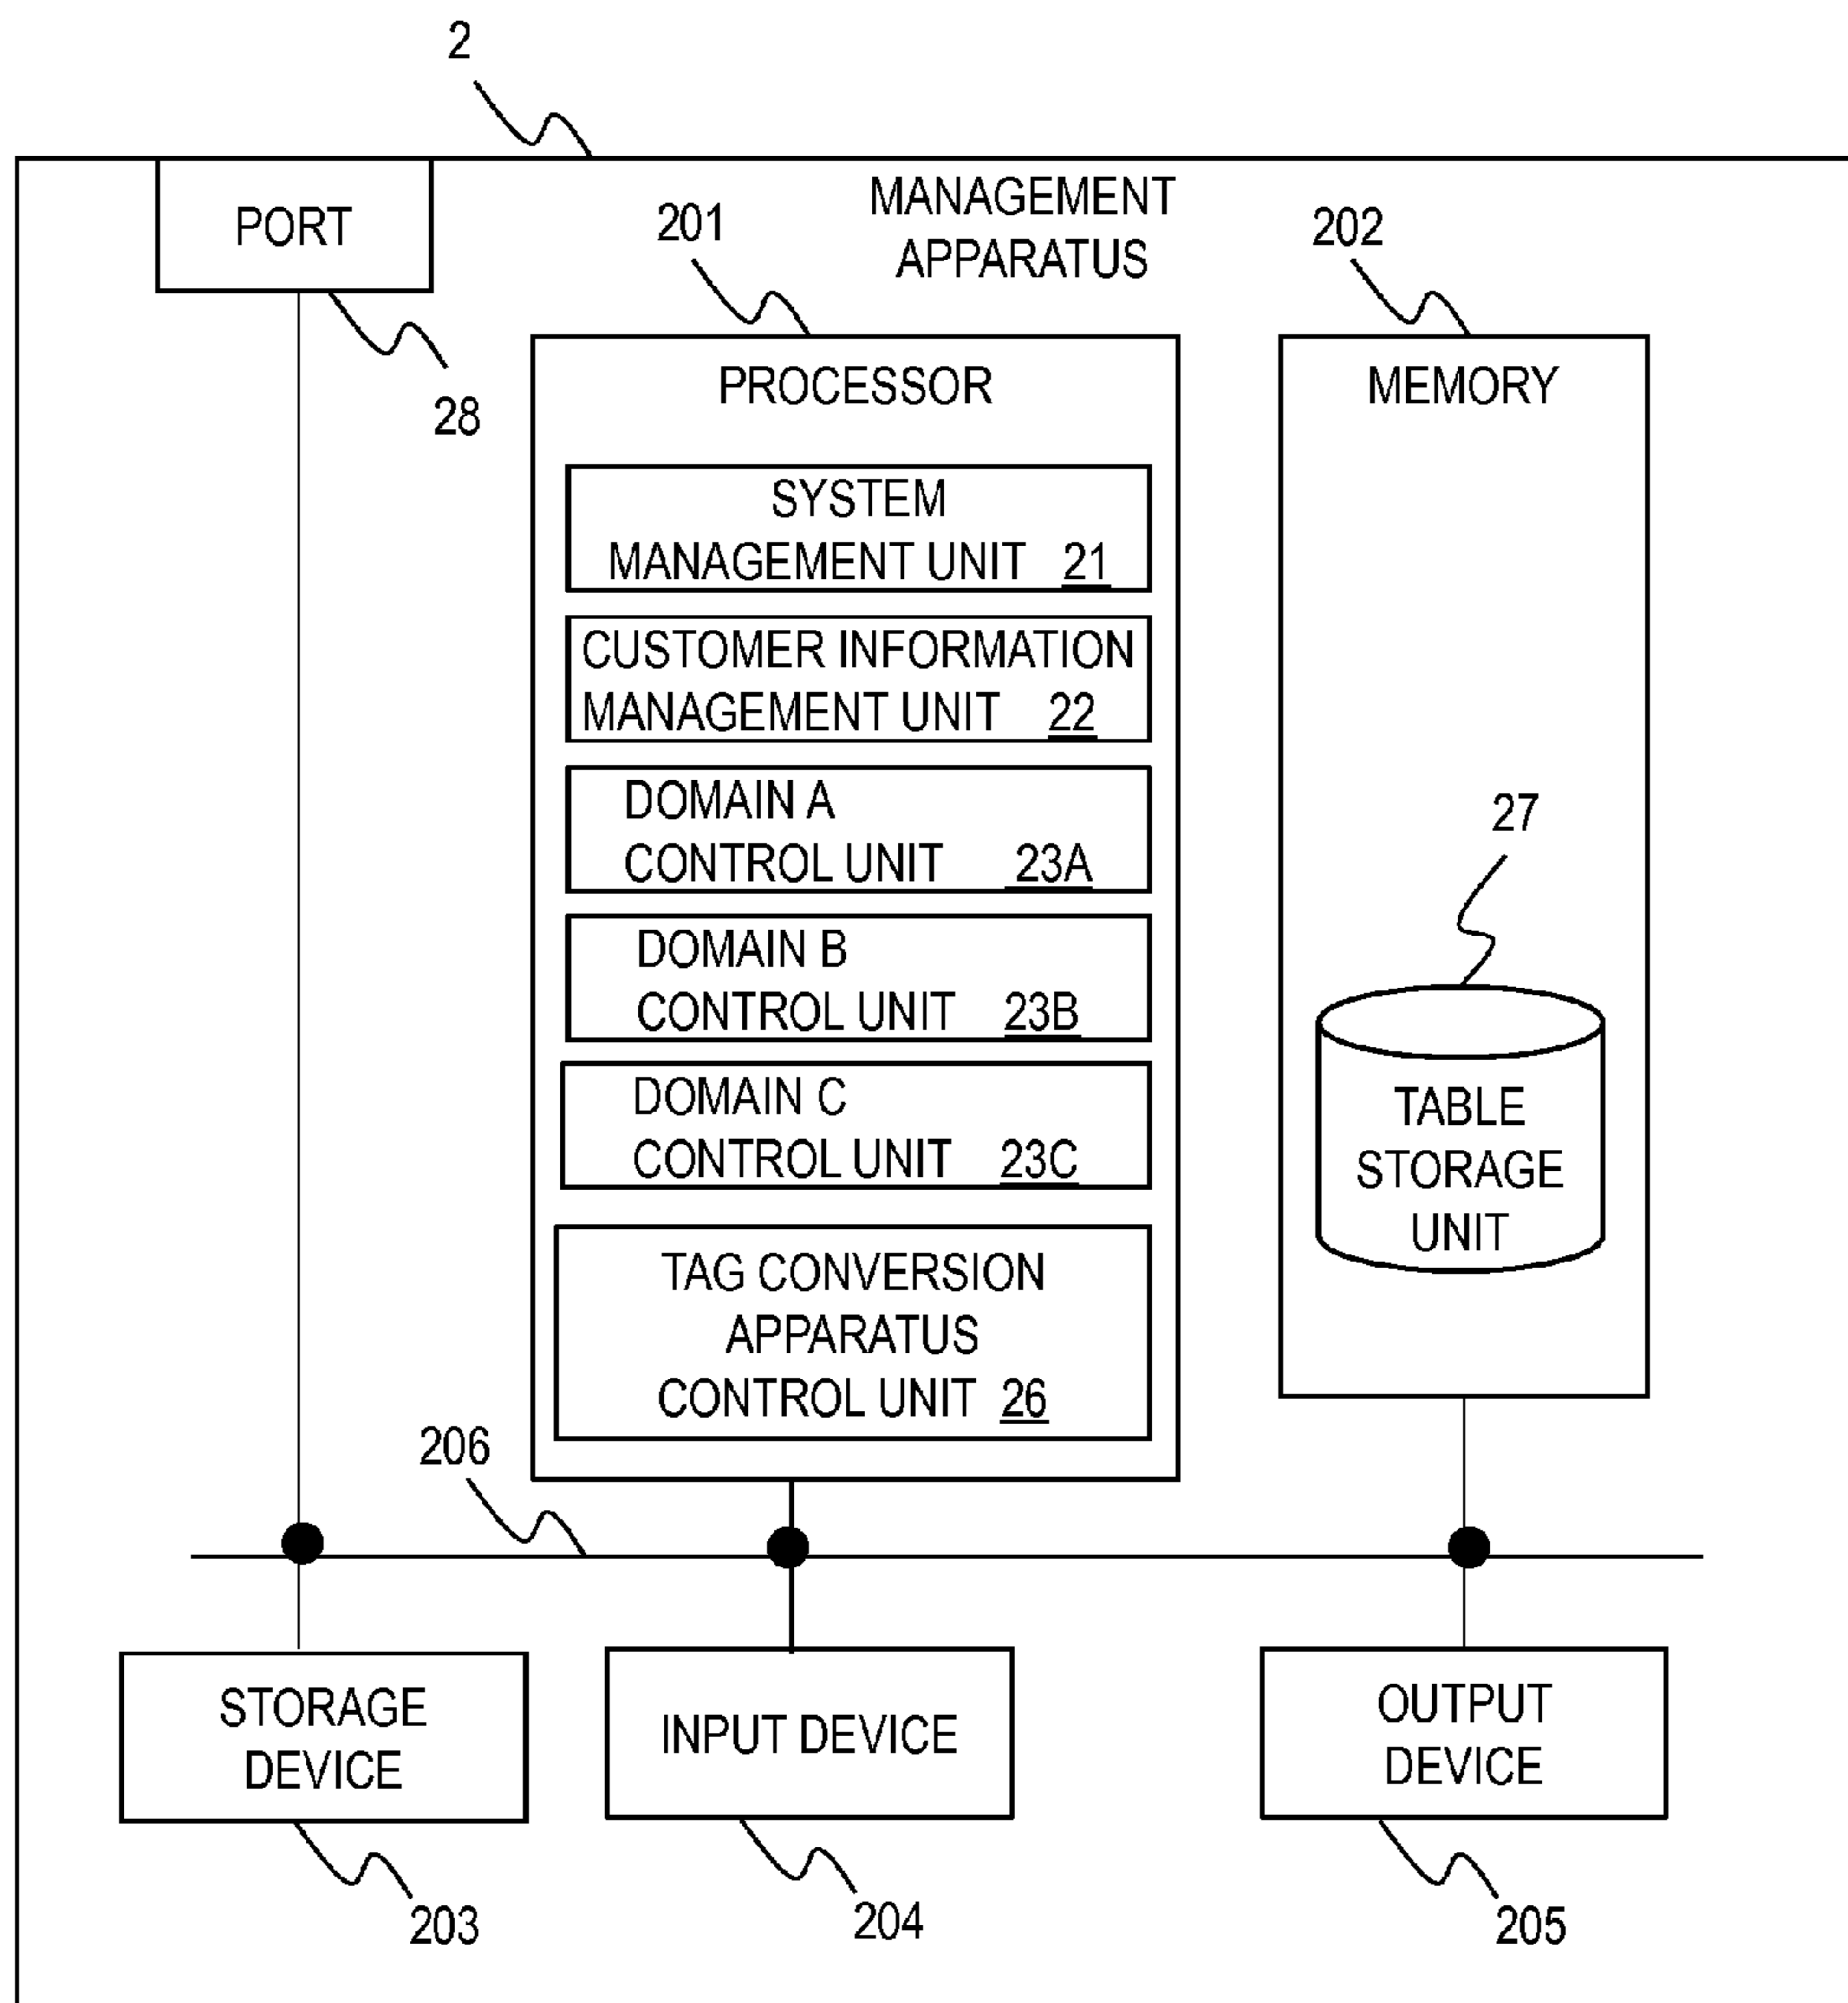 2
PORT
MANAGEMENT
APPARATUS
201
202
28
PROCESSOR
MEMORY
SYSTEM
MANAGEMENT UNIT 21
CUSTOMER INFORMATION
MANAGEMENT UNIT 22
DOMAIN A
CONTROL UNIT 23A
DOMAIN B
CONTROL UNIT 23B
DOMAIN C
CONTROL UNIT 23C
TAG CONVERSION
APPARATUS
CONTROL UNIT 26
27
TABLE
STORAGE
UNIT
206
STORAGE
DEVICE
INPUT DEVICE
OUTPUT
DEVICE
203
204
205